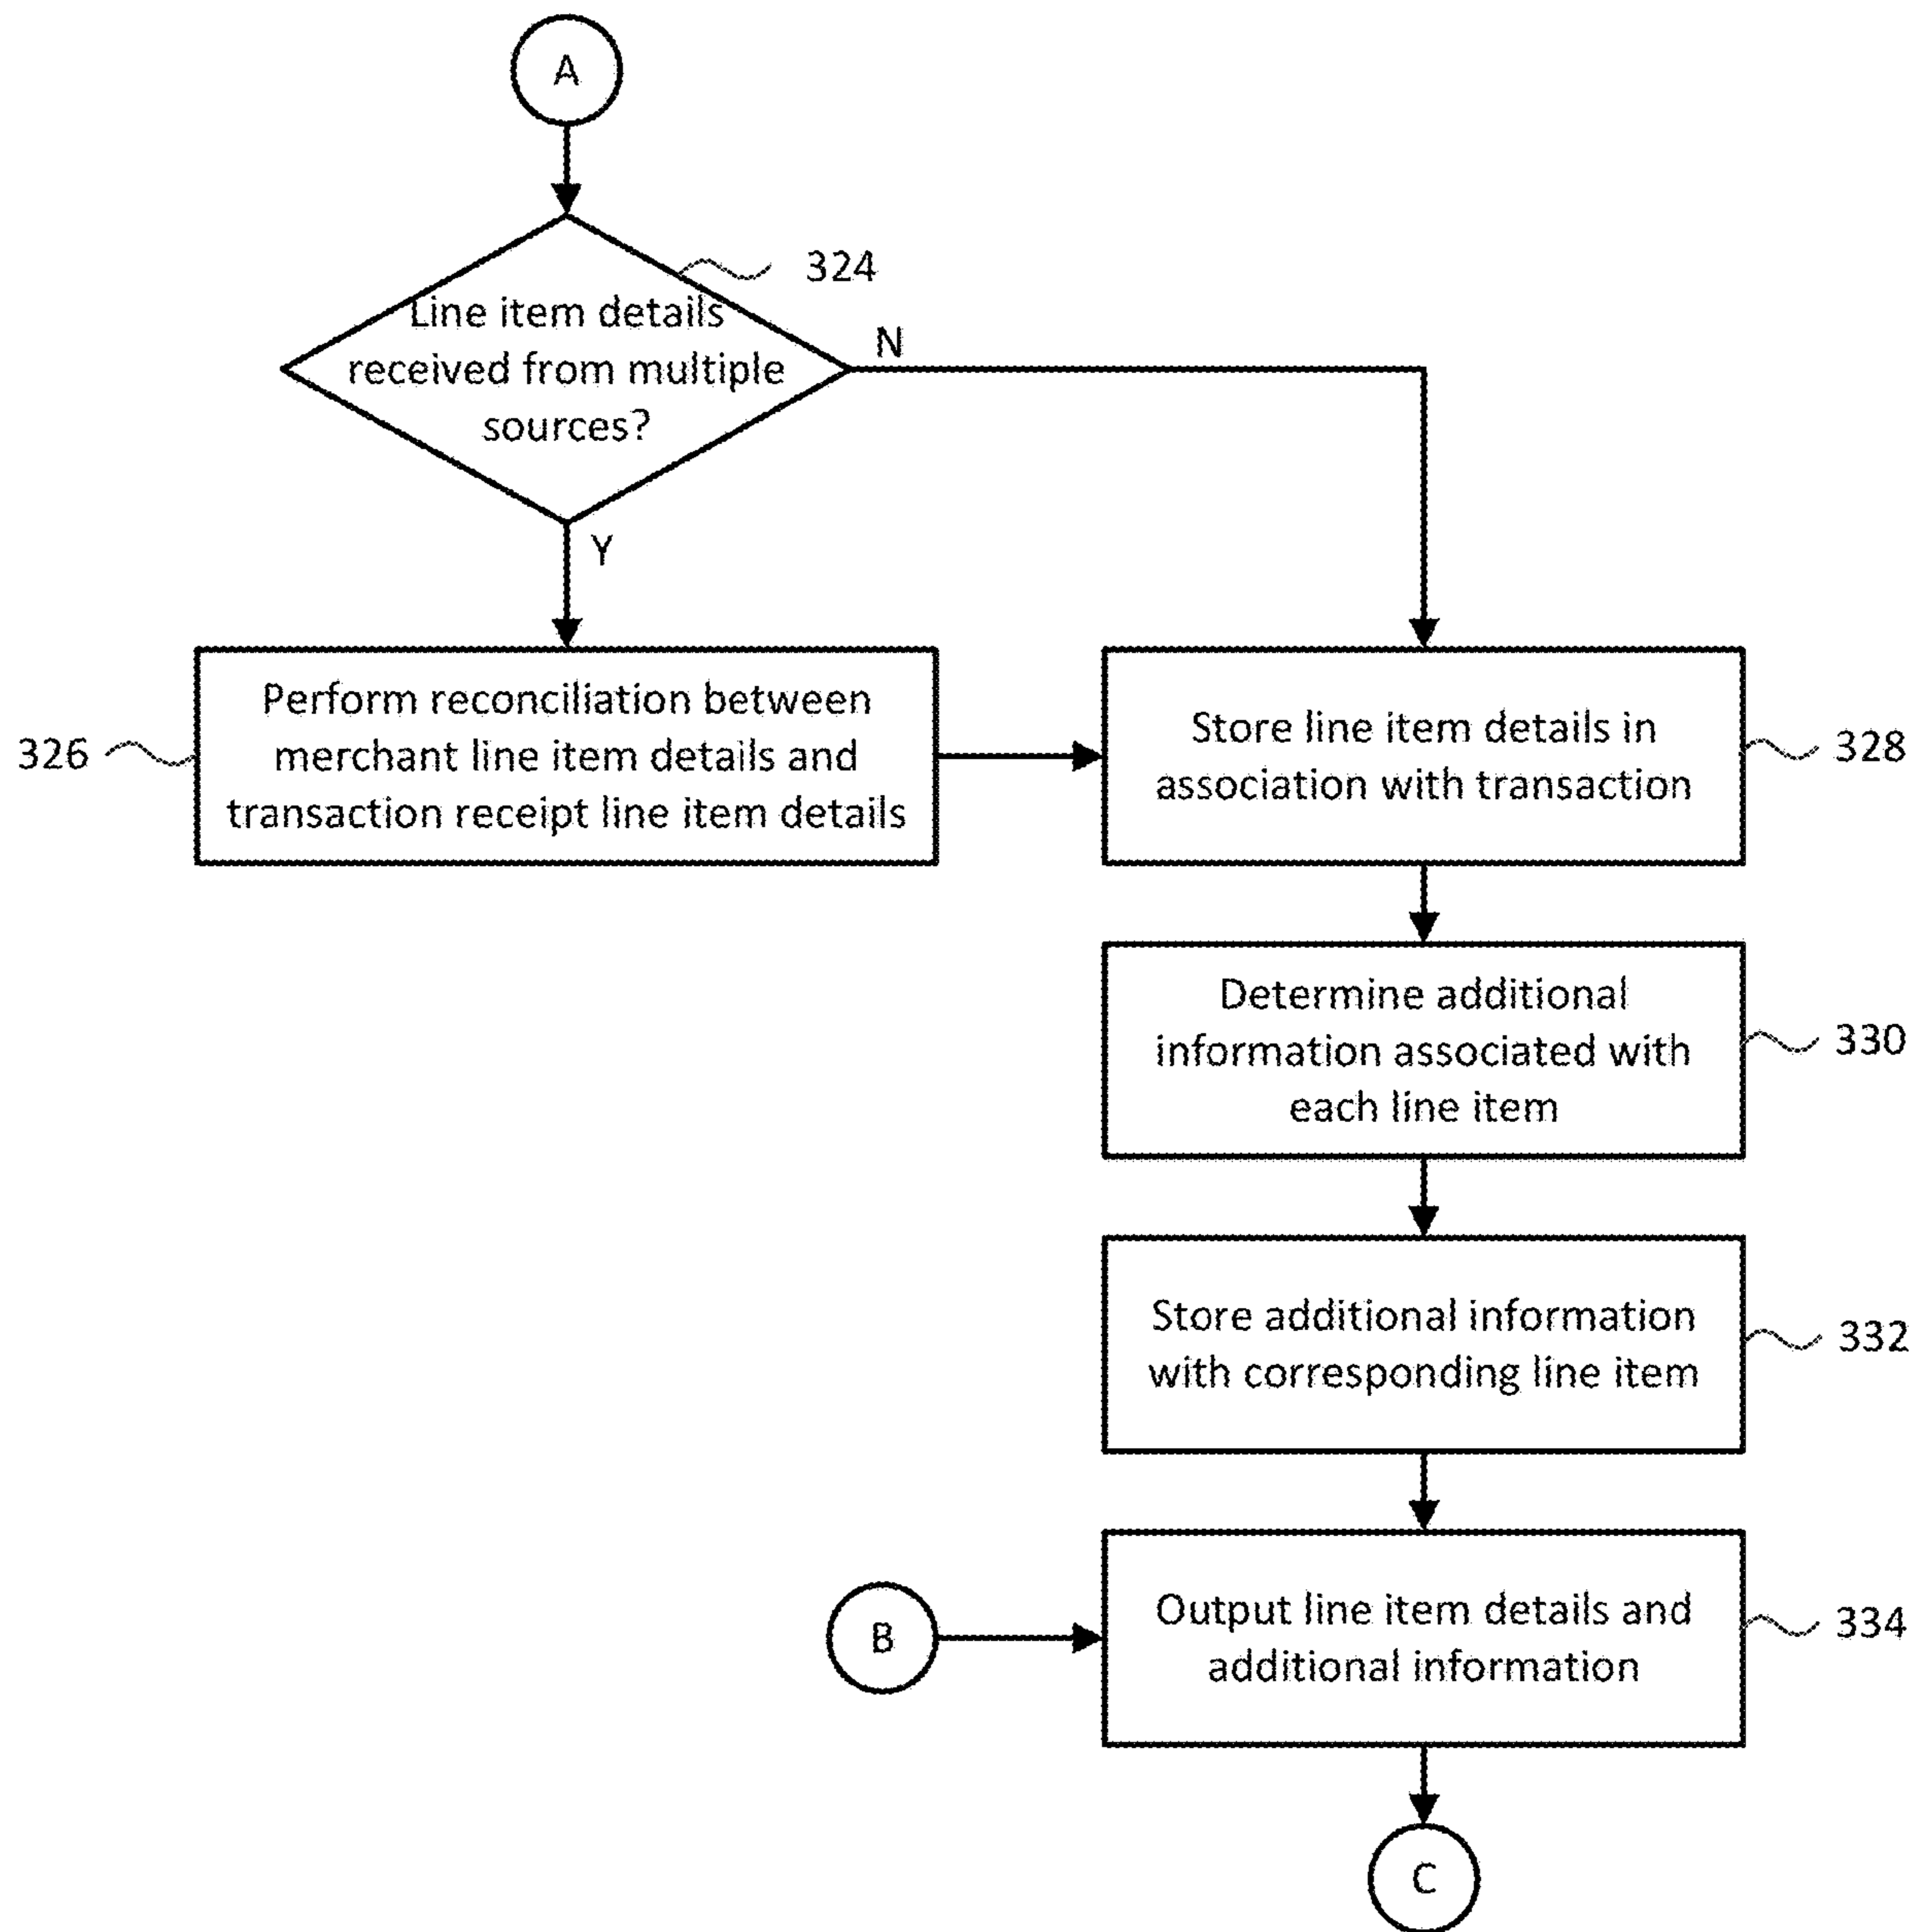 A
324
Line item details
received from multiple
sources?
N
Y
326
Perform reconciliation between
merchant line item details and
transaction receipt line item details
Store line item details in
association with transaction
328
Determine additional
information associated with
each line item
330
Store additional information
with corresponding line item
332
B
Output line item details and
additional information
334
C